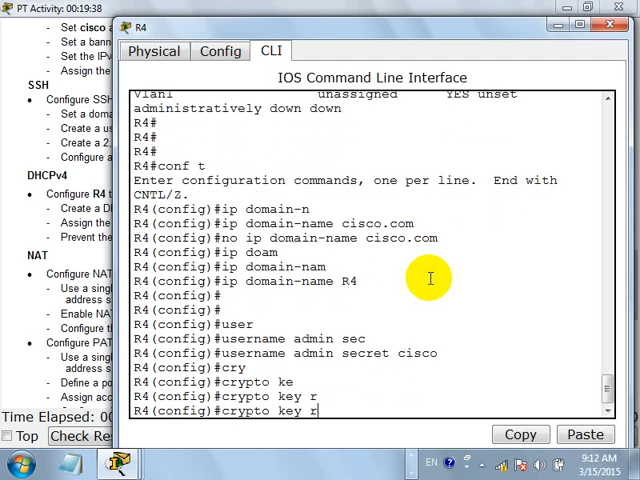 PT Activity: 00:19:38
R4
Set cisco a
Set a bann
Set the IPv
Assign the
SSH
Configure SSH
Set a doma
Create a us
Create a 2,
Configure a
DHCPv4
Configure R4 t
Create a DH
Assign the
Prevent the
NAT
Configure NAT
Use a singl
address s
Enable NAT
Configure th
Configure PAT
Use a singl
address s
Define a po
Assign acc
Time Elapsed: 00
Top
Check Res
Physical
Config
CLI
IOS Command Line Interface
Vlan1 unassigned YES unset
administratively down down
R4#
R4#
R4#
R4#conf t
Enter configuration commands, one per line. End with
CNTL/Z.
R4(config)#ip domain-n
R4(config)#ip domain-name cisco.com
R4(config)#no ip domain-name cisco.com
R4(config)#ip doam
R4(config)#ip domain-nam
R4(config)#ip domain-name R4
R4(config)#
R4(config)#
R4(config)#user
R4(config)#username admin sec
R4(config)#username admin secret cisco
R4(config)#cry
R4(config)#crypto ke
R4(config)#crypto key r
R4(config)#crypto key r
Copy
Paste
EN
9:12 AM
3/15/2015